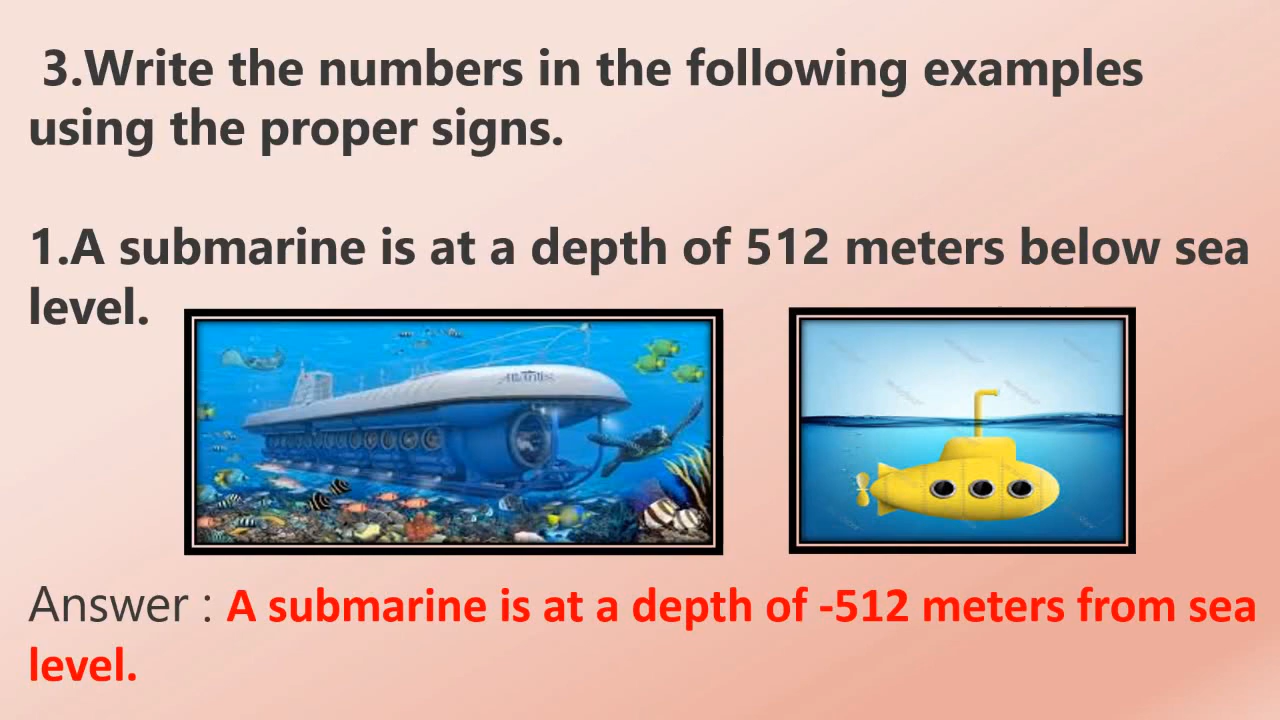 3.Write the numbers in the following examples
using the proper signs.
1.A submarine is at a depth of 512 meters below sea
level.
ATLANTIS
Answer : A submarine is at a depth of -512 meters from sea
level.